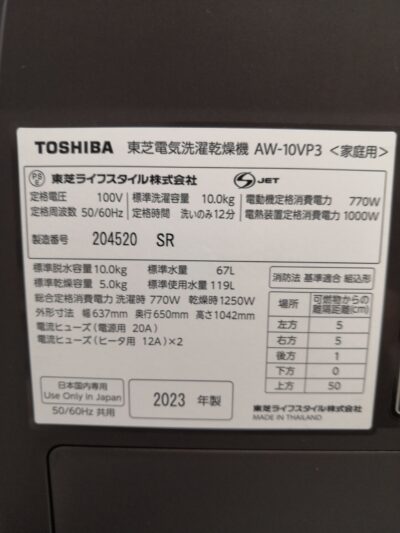 TOSHIBA 東芝電気洗濯乾燥機 AW-10VP3 <家庭用>
PS E 東芝ライフスタイル株式会社 S JET
定格電圧 100V 標準洗濯容量 10.0kg 電動機定格消費電力 770W
定格周波数 50/60Hz 定格時間 洗いのみ12分 電熱装置定格消費電力 1000W
製造番号 204520 SR
標準脱水容量 10.0kg 標準水量 67L
標準乾燥容量 5.0kg 標準使用水量 119L
総合定格消費電力 洗濯時 770W 乾燥時1250W
外形寸法 幅637mm 奥行650mm 高さ1042mm
電流ヒューズ(電源用 20A)
電流ヒューズ(ヒータ用 12A)×2
消防法 基準適合 組込形
場所 可燃物からの離隔距離(cm)
左方 5
右方 5
後方 1
下方 0
上方 50
日本国内専用
Use Only in Japan
50/60Hz 共用
2023 年製
東芝ライフスタイル株式会社
MADE IN THAILAND